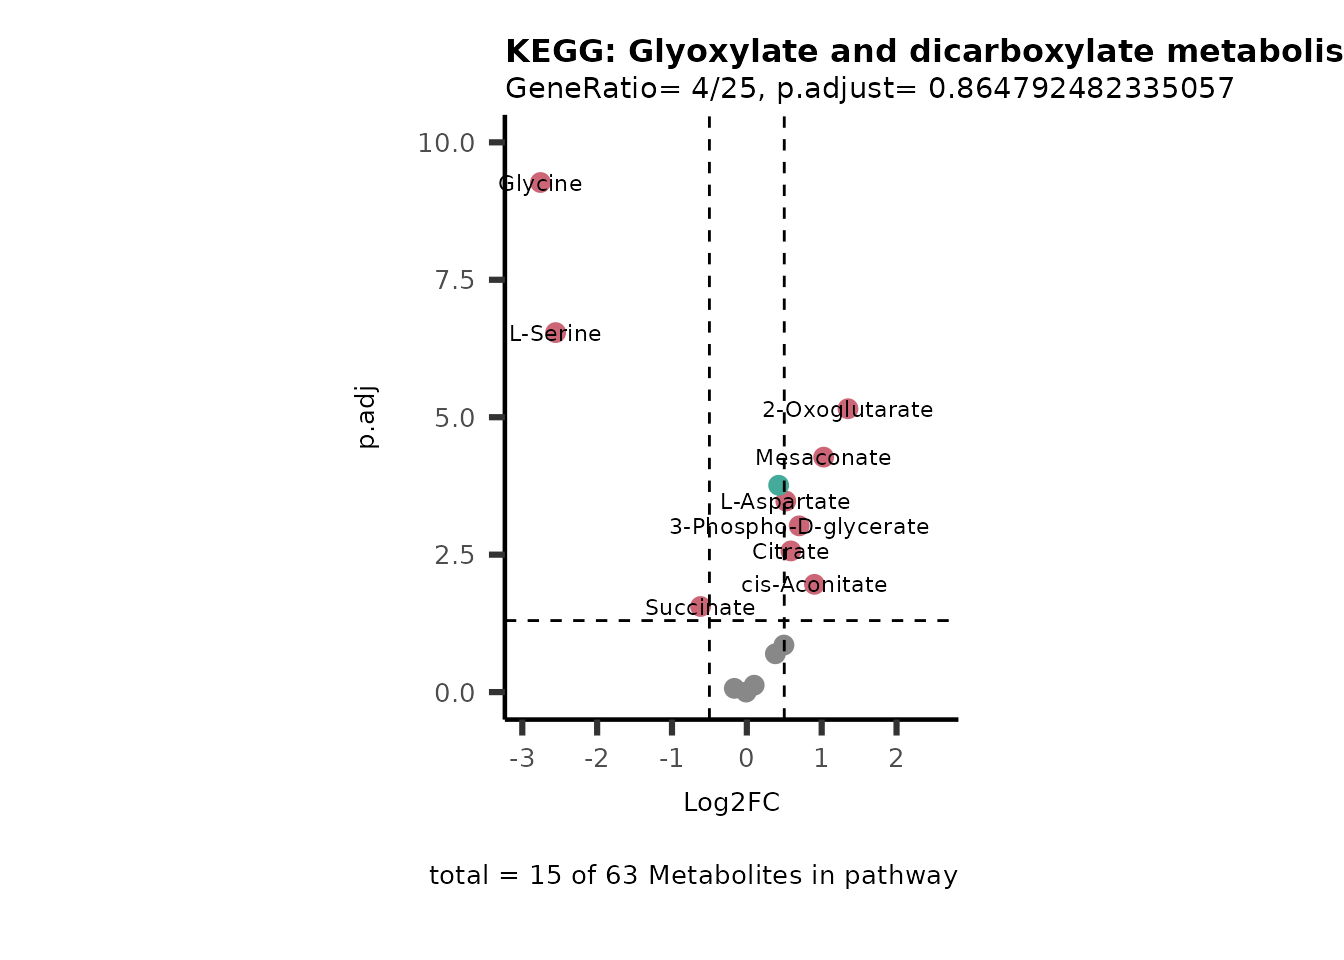 KEGG: Glyoxylate and dicarboxylate metabolis
GeneRatio= 4/25, p.adjust= 0.864792482335057
10.0
7.5
5.0
2.5
0.0
p.adj
Glycine
L-Serine
2-Oxoglutarate
Mesaconate
L-Aspartate
3-Phospho-D-glycerate
Citrate
cis-Aconitate
Succinate
-3 -2 -1 0 1 2
Log2FC
total = 15 of 63 Metabolites in pathway